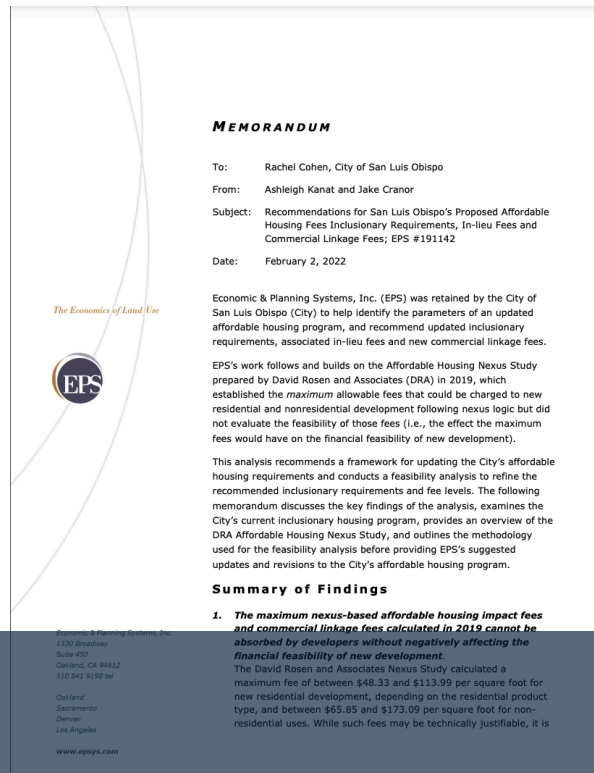 MEMORANDUM
To: Rachel Cohen, City of San Luis Obispo
From: Ashleigh Kanat and Jake Cranor
Subject: Recommendations for San Luis Obispo's Proposed Affordable
Housing Fees Inclusionary Requirements, In-lieu Fees and
Commercial Linkage Fees; EPS #191142
Date: February 2, 2022
The Economics of Land Use
EPS
Economic & Planning Systems, Inc. (EPS) was retained by the City of
San Luis Obispo (City) to help identify the parameters of an updated
affordable housing program, and recommend updated inclusionary
requirements, associated in-lieu fees and new commercial linkage fees.
EPS's work follows and builds on the Affordable Housing Nexus Study
prepared by David Rosen and Associates (DRA) in 2019, which
established the maximum allowable fees that could be charged to new
residential and nonresidential development following nexus logic but did
not evaluate the feasibility of those fees (i.e., the effect the maximum
fees would have on the financial feasibility of new development).
This analysis recommends a framework for updating the City's affordable
housing requirements and conducts a feasibility analysis to refine the
recommended inclusionary requirements and fee levels. The following
memorandum discusses the key findings of the analysis, examines the
City's current inclusionary housing program, provides an overview of the
DRA Affordable Housing Nexus Study, and outlines the methodology
used for the feasibility analysis before providing EPS's suggested
updates and revisions to the City's affordable housing program.
Summary of Findings
1. The maximum nexus-based affordable housing impact fees
and commercial linkage fees calculated in 2019 cannot be
absorbed by developers without negatively affecting the
financial feasibility of new development.
The David Rosen and Associates Nexus Study calculated a
maximum fee of between $48.33 and $113.99 per square foot for
new residential development, depending on the residential product
type, and between $65.85 and $173.09 per square foot for non-
residential uses. While such fees may be technically justifiable, it is
Economic & Planning Systems, Inc.
1330 Broadway
Suite 450
Oakland, CA 94612
510 841 9190 tel
Oakland
Sacramento
Denver
Los Angeles
www.epsys.com